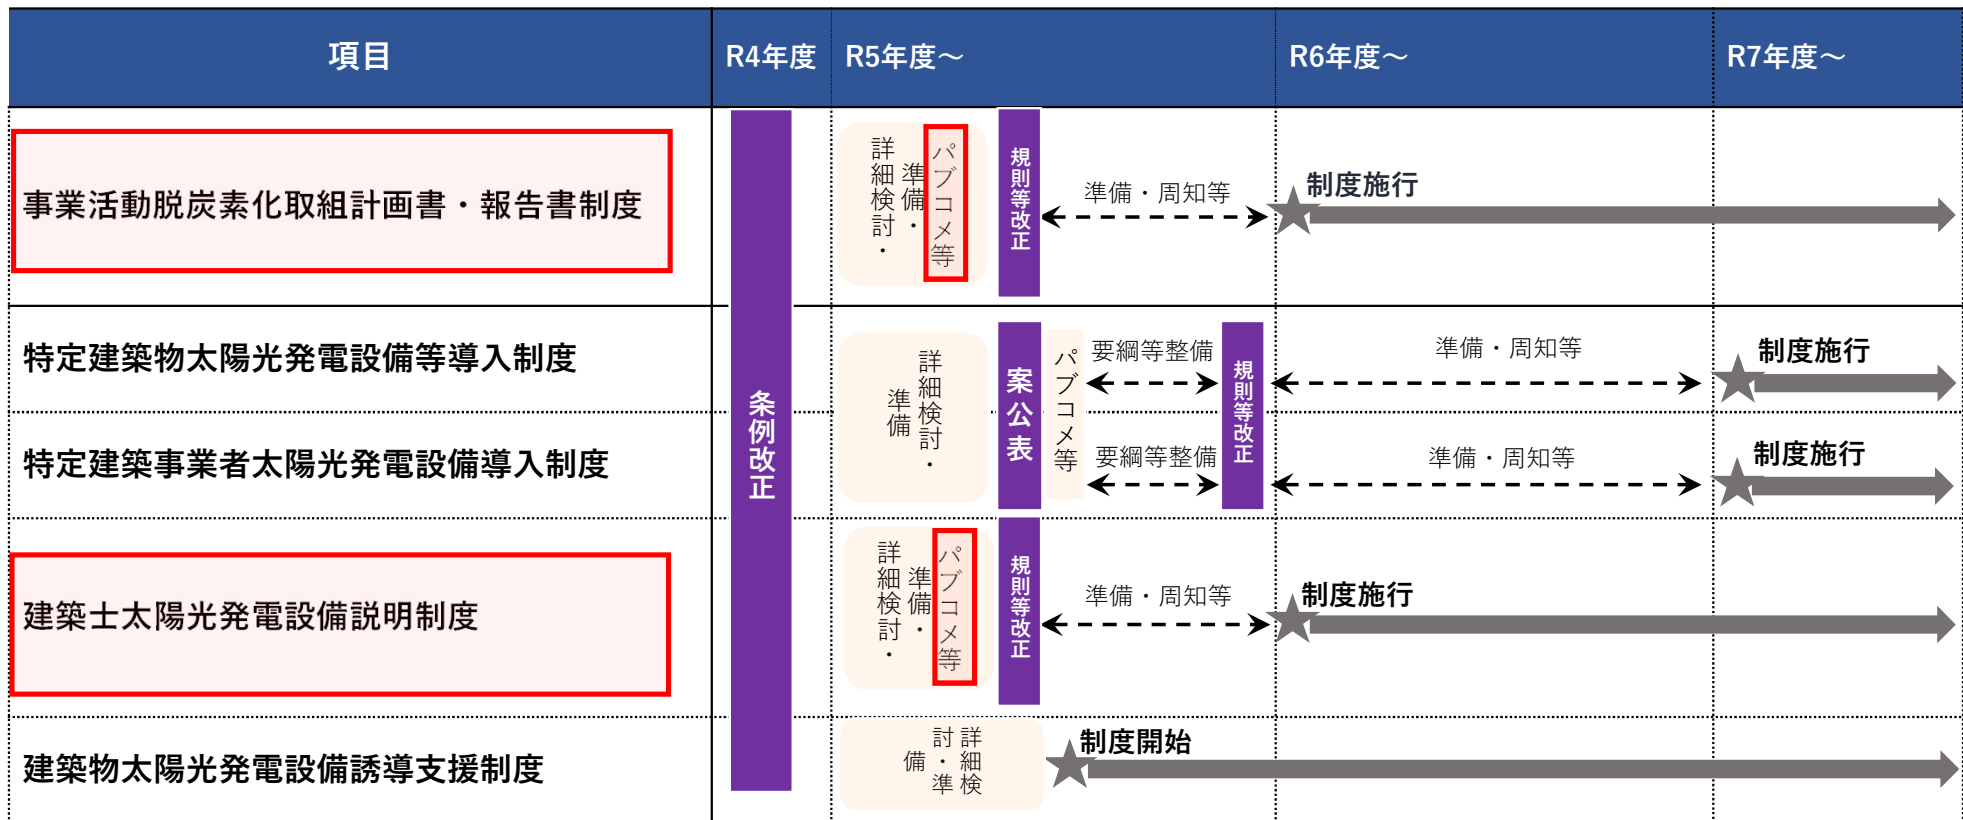 項目
R4年度
R5年度～
R6年度～
R7年度～
条例改正
事業活動脱炭素化取組計画書・報告書制度
詳細検討・
準備・
パブコメ等
規則等改正
準備・周知等
制度施行
特定建築物太陽光発電設備等導入制度
特定建築事業者太陽光発電設備導入制度
詳細検討・
準備
案公表
パブコメ等
要綱等整備
要綱等整備
規則等改正
準備・周知等
準備・周知等
制度施行
制度施行
建築士太陽光発電設備説明制度
詳細検討・
準備・
パブコメ等
規則等改正
準備・周知等
制度施行
建築物太陽光発電設備誘導支援制度
詳細検
討・準
備
制度開始